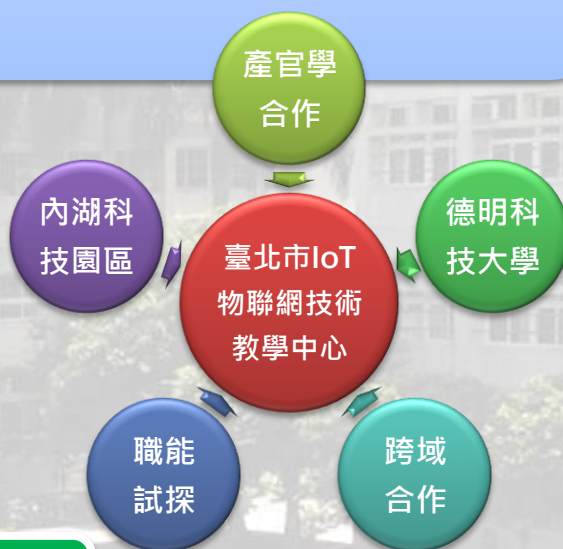 產官學
合作
內湖科
技園區
德明科
技大學
臺北市IoT
物聯網技術
教學中心
職能
試探
跨域
合作